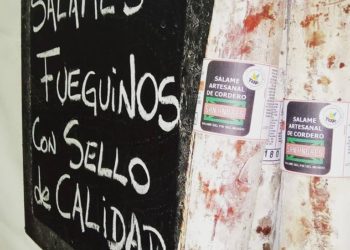 SALAMES
FUEGUINOS
CON SELLO
de CALIDAD
SALAME
ARTESANAL
DE CORDERO
SALAME
ARTESANAL
DE CORDERO